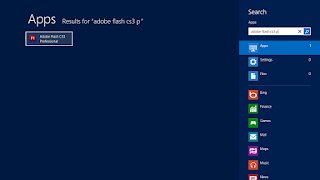 Apps Results for "adobe flash cs3 p"
Adobe Flash CS3
Professional
Search
Apps
adobe flash cs3 p
Apps 1
Settings 0
Files 0
Bing
Finance
Games
Mail
Maps
Music
News